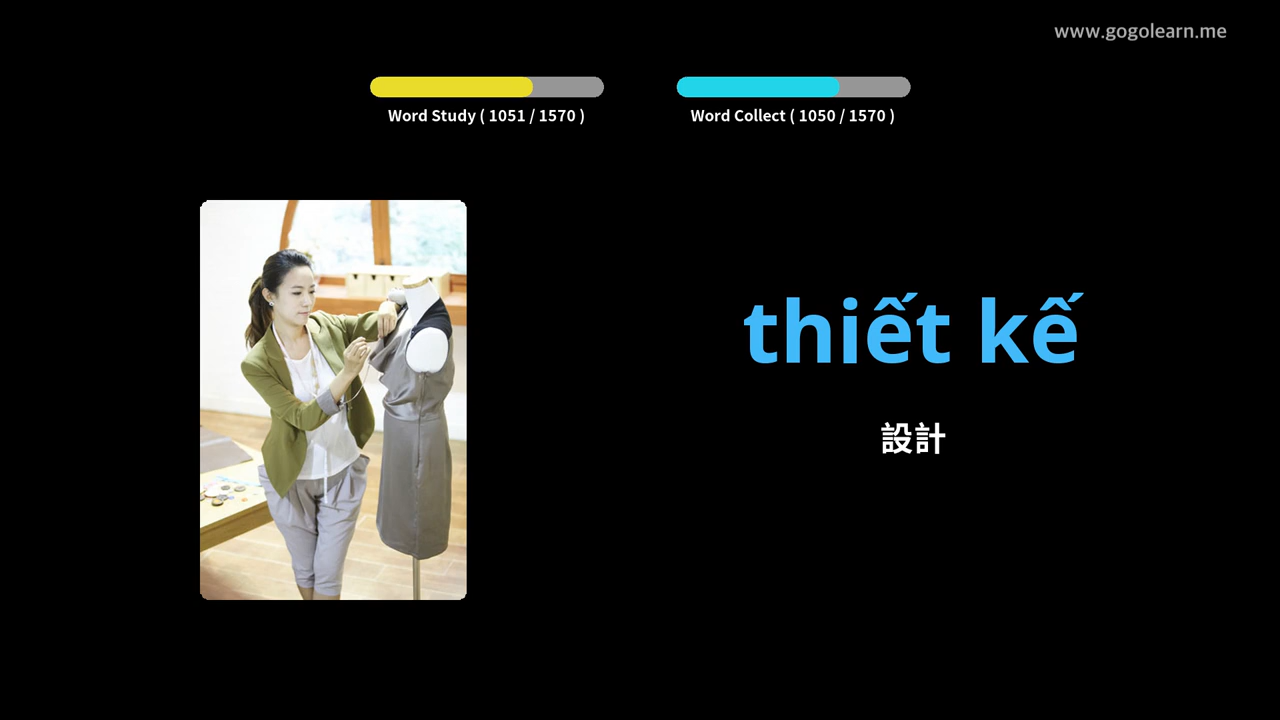 www.gogolearn.me
Word Study ( 1051 / 1570 )
Word Collect ( 1050 / 1570 )
thiết kế
設計